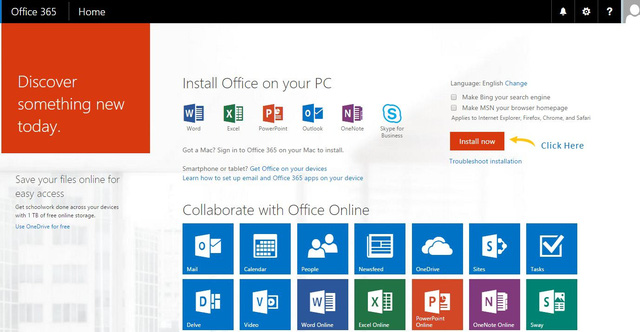 Office 365
Home
?
Discover
something new
today.
Save your files online for
easy access
Get schoolwork done across your devices
with 1 TB of free online storage.
Use OneDrive for free
Install Office on your PC
Word
Excel
PowerPoint
Outlook
OneNote
Skype for
Business
Got a Mac? Sign in to Office 365 on your Mac to install.
Smartphone or tablet? Get Office on your devices
Learn how to set up email and Office 365 apps on your device
Language: English Change
Make Bing your search engine
Make MSN your browser homepage
Applies to Internet Explorer, Firefox, Chrome, and Safari
Install now
Click Here
Troubleshoot installation
Collaborate with Office Online
Mail
Calendar
People
Newsfeed
OneDrive
Sites
Tasks
Delve
Video
Word Online
Excel Online
PowerPoint
Online
OneNote Online
Sway